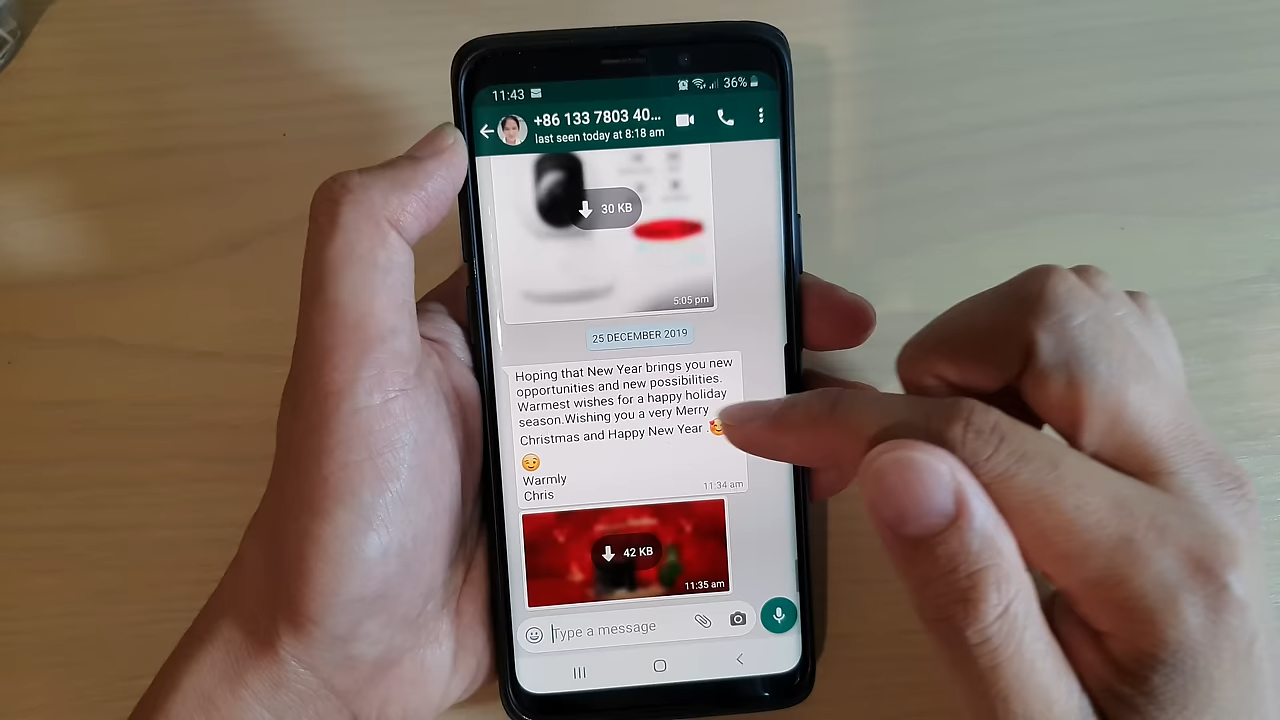 11:43 36%
+86 133 7803 40...
last seen today at 8:18 am
30 KB
5:05 pm
25 DECEMBER 2019
Hoping that New Year brings you new
opportunities and new possibilities.
Warmest wishes for a happy holiday
season.Wishing you a very Merry
Christmas and Happy New Year .🥰
😉
Warmly
Chris
11:34 am
42 KB
11:35 am
Type a message